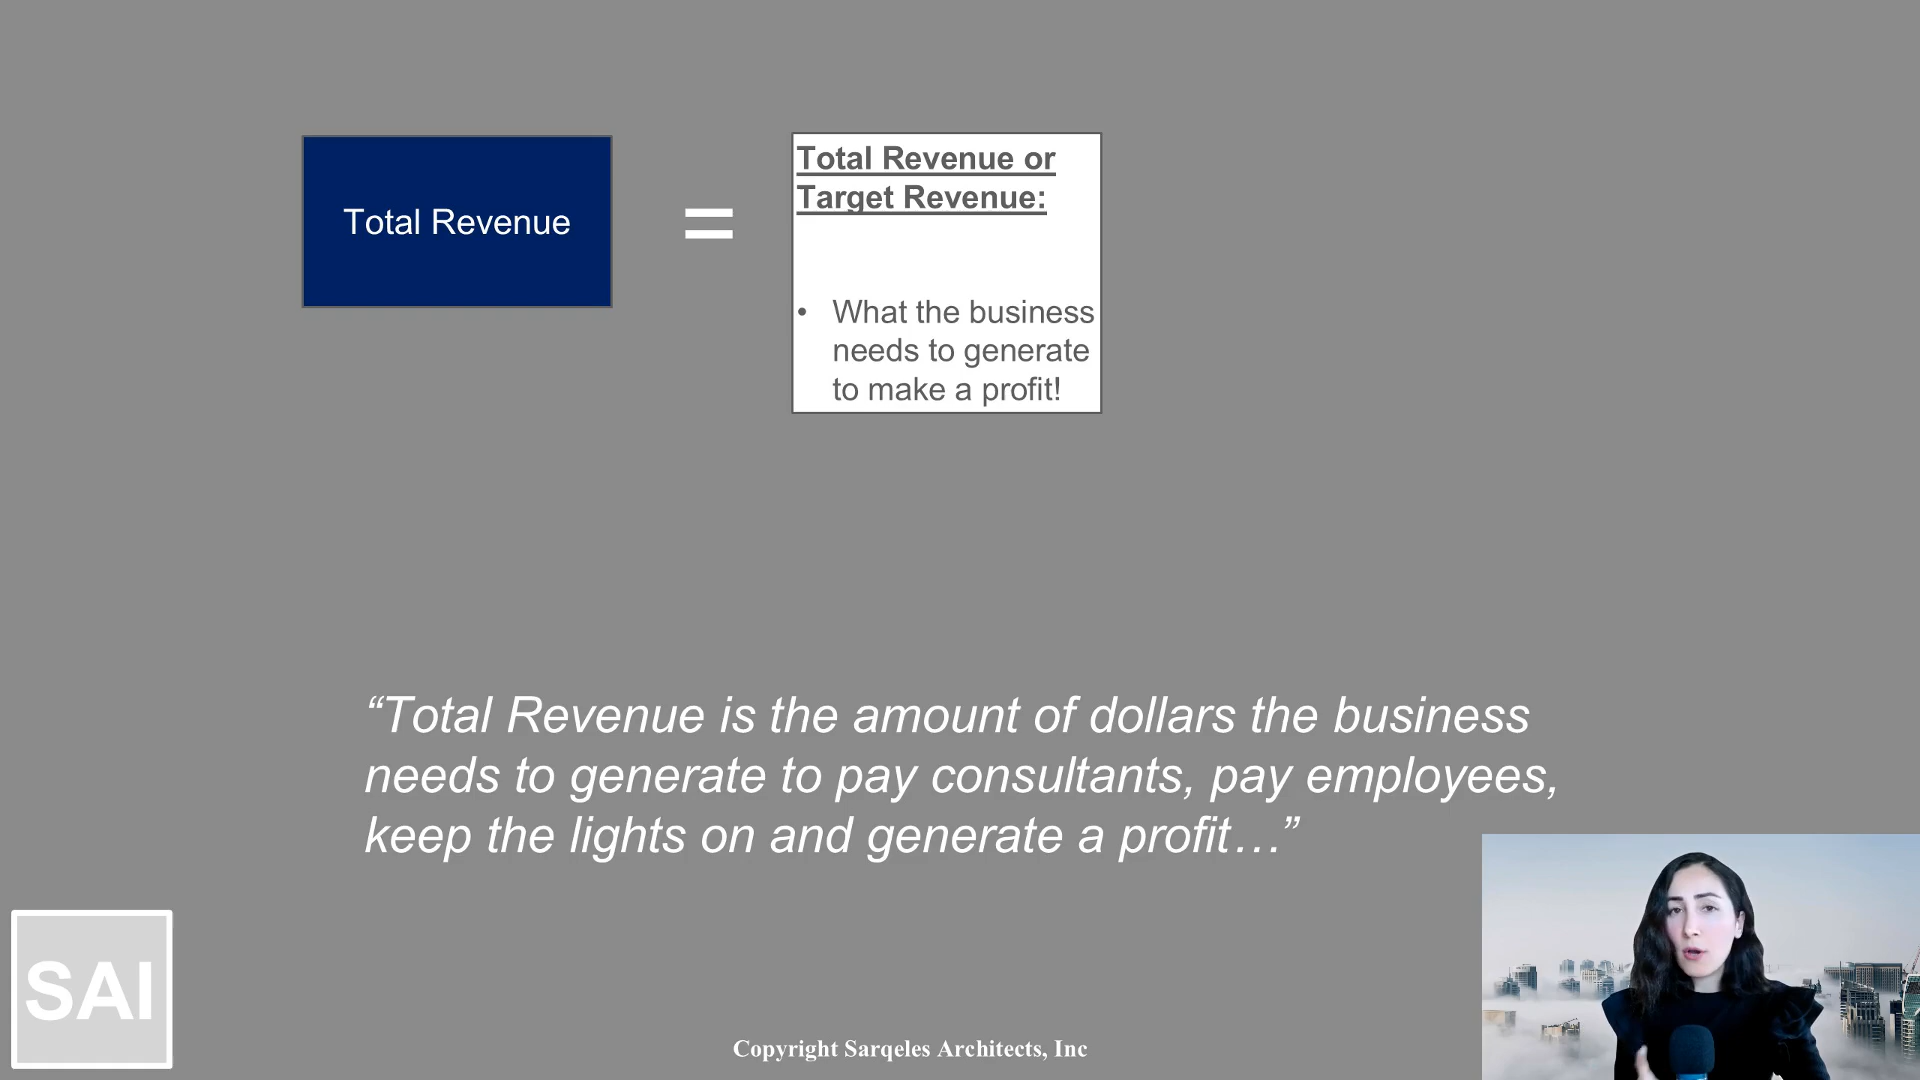 Total Revenue
=
Total Revenue or
Target Revenue:
• What the business
needs to generate
to make a profit!
“Total Revenue is the amount of dollars the business
needs to generate to pay consultants, pay employees,
keep the lights on and generate a profit…”
SAI
Copyright Sarqeles Architects, Inc